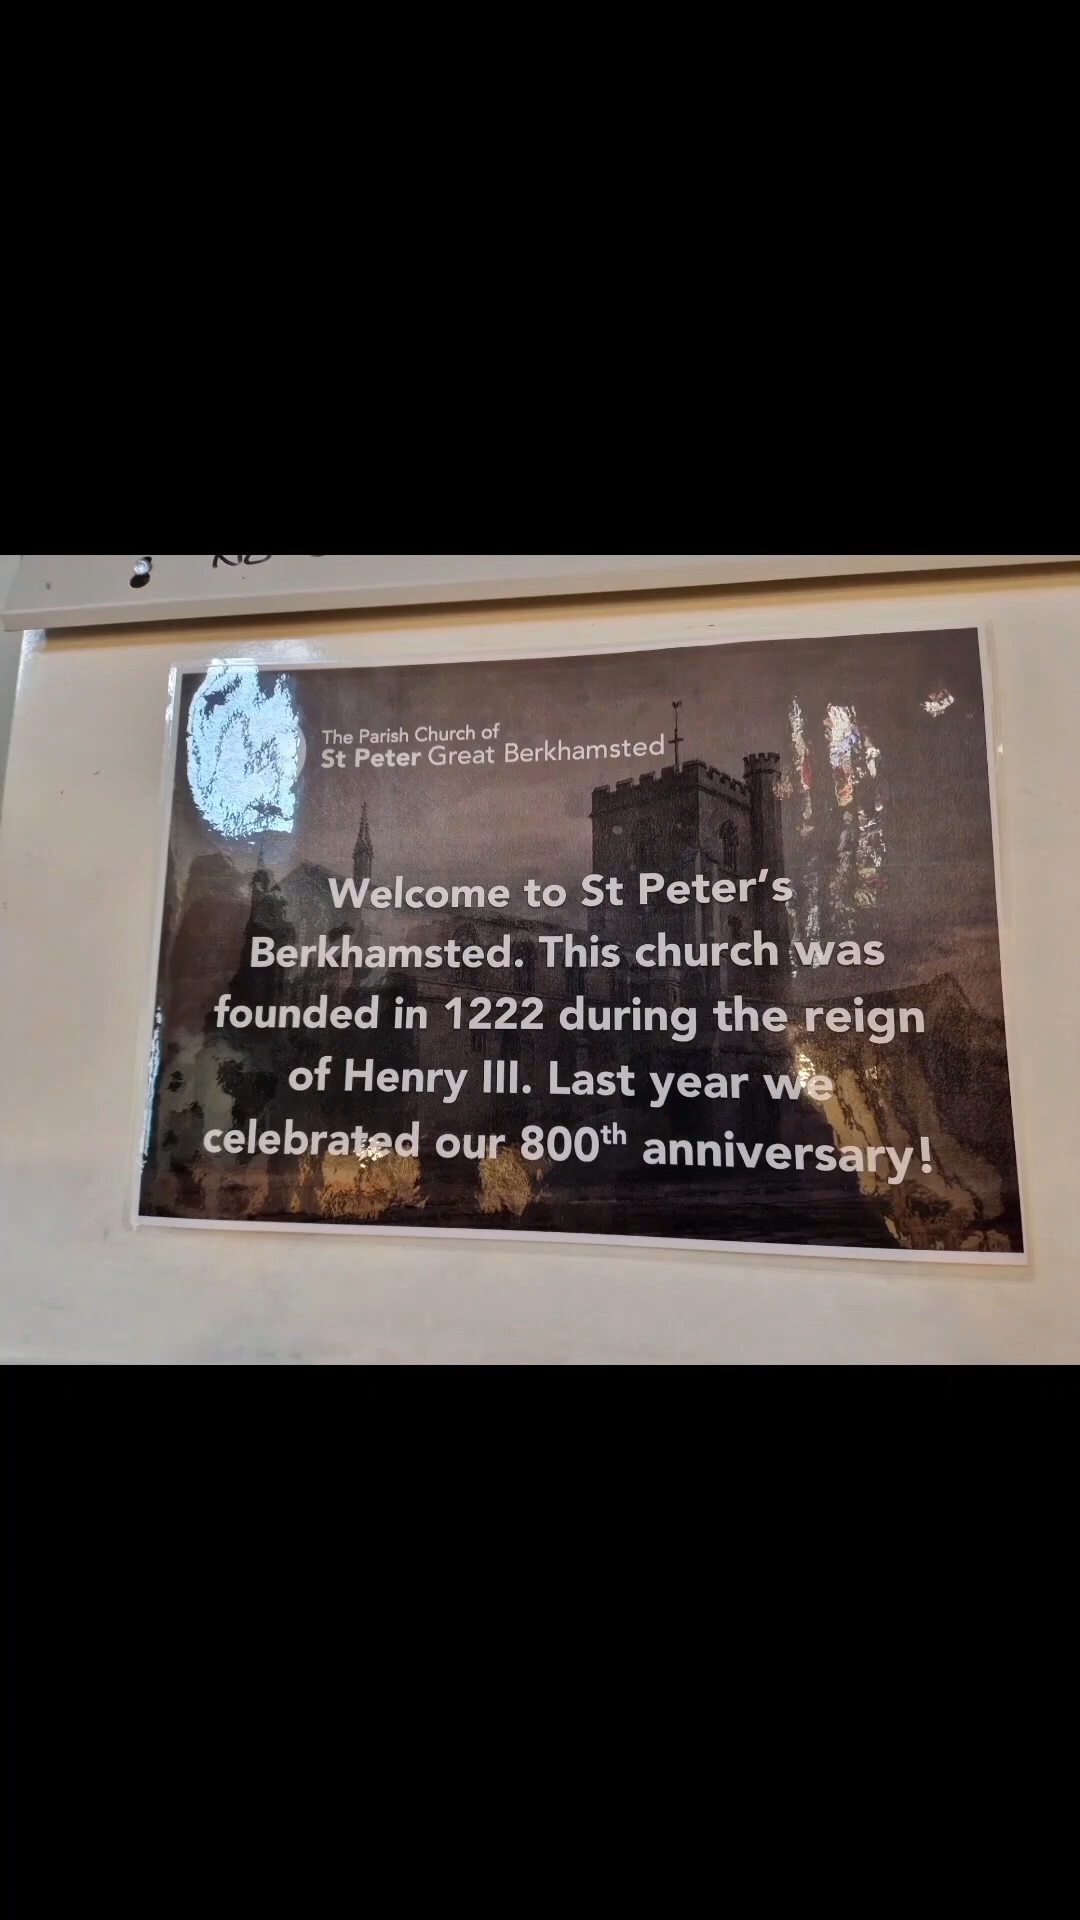 The Parish Church of
St Peter Great Berkhamsted
Welcome to St Peter's
Berkhamsted. This church was
founded in 1222 during the reign
of Henry III. Last year we
celebrated our 800th anniversary!